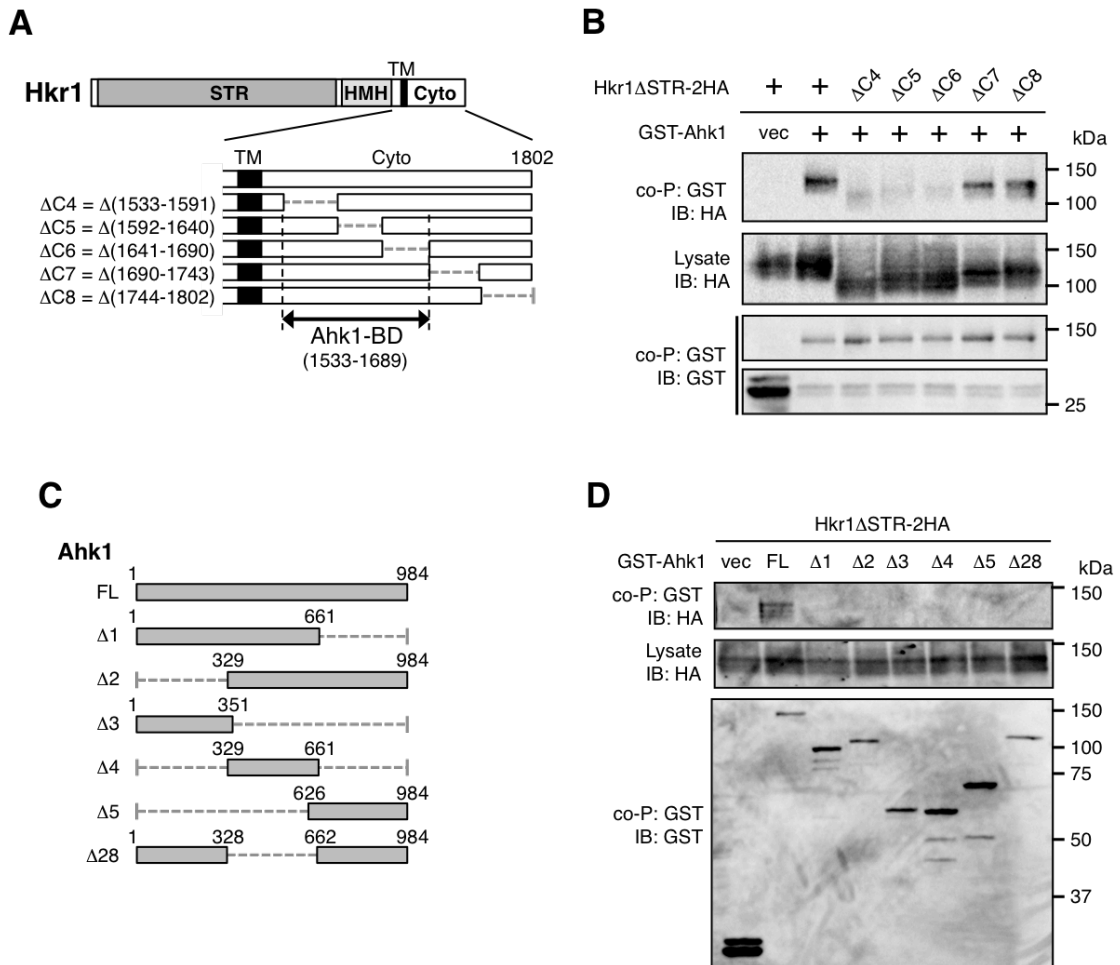 A
TM
Hkr1
STR
HMH
Cyto
TM
Cyto
1802
ΔC4 = Δ(1533-1591)
ΔC5 = Δ(1592-1640)
ΔC6 = Δ(1641-1690)
ΔC7 = Δ(1690-1743)
ΔC8 = Δ(1744-1802)
Ahk1-BD
(1533-1689)
B
Hkr1ΔSTR-2HA + + ΔC4 ΔC5 ΔC6 ΔC7 ΔC8
GST-Ahk1 vec + + + + + +
kDa
co-P: GST
IB: HA
150
100
Lysate
IB: HA
150
100
co-P: GST
IB: GST
150
25
C
Ahk1
1 984
FL
1 661
Δ1
329 984
Δ2
1 351
Δ3
329 661
Δ4
626 984
Δ5
1 328 662 984
Δ28
D
Hkr1ΔSTR-2HA
GST-Ahk1 vec FL Δ1 Δ2 Δ3 Δ4 Δ5 Δ28
kDa
co-P: GST
IB: HA
150
Lysate
IB: HA
150
co-P: GST
IB: GST
150
100
75
50
37